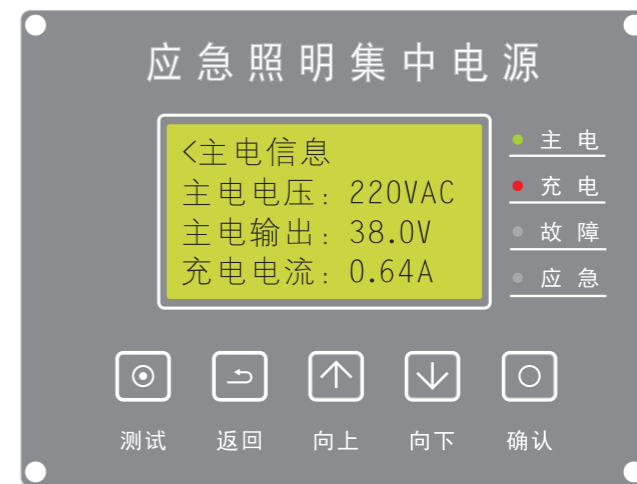 应急照明集中电源
<主电信息
主电电压: 220VAC
主电输出: 38.0V
充电电流: 0.64A
主电
充电
故障
应急
测试 返回 向上 向下 确认